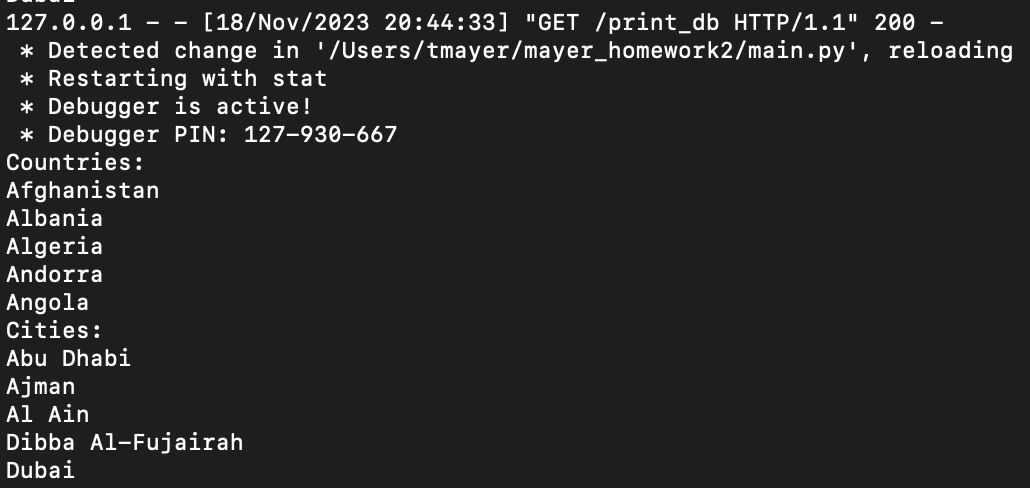 Dubai
127.0.0.1 - - [18/Nov/2023 20:44:33] "GET /print_db HTTP/1.1" 200 -
 * Detected change in '/Users/tmayer/mayer_homework2/main.py', reloading
 * Restarting with stat
 * Debugger is active!
 * Debugger PIN: 127-930-667
Countries:
Afghanistan
Albania
Algeria
Andorra
Angola
Cities:
Abu Dhabi
Ajman
Al Ain
Dibba Al-Fujairah
Dubai